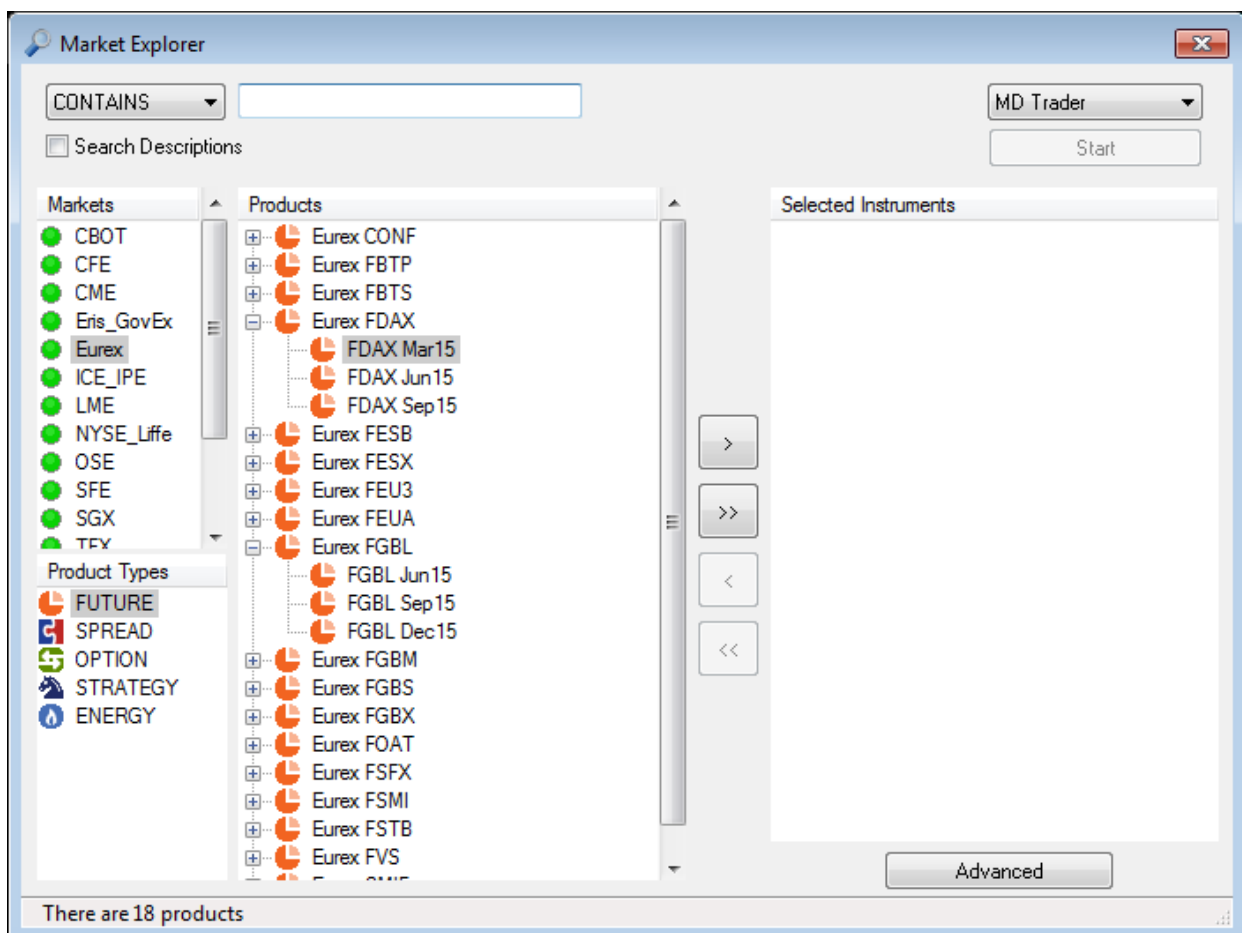 Market Explorer
CONTAINS
MD Trader
Search Descriptions
Start
Markets
CBOT
CFE
CME
Eris_GovEx
Eurex
ICE_IPE
LME
NYSE_Liffe
OSE
SFE
SGX
TFX
Product Types
FUTURE
SPREAD
OPTION
STRATEGY
ENERGY
Products
Eurex CONF
Eurex FBTP
Eurex FBTS
Eurex FDAX
FDAX Mar15
FDAX Jun15
FDAX Sep15
Eurex FESB
Eurex FESX
Eurex FEU3
Eurex FEUA
Eurex FGBL
FGBL Jun15
FGBL Sep15
FGBL Dec15
Eurex FGBM
Eurex FGBS
Eurex FGBX
Eurex FOAT
Eurex FSFX
Eurex FSMI
Eurex FSTB
Eurex FVS
>
>>
<
<<
Selected Instruments
Advanced
There are 18 products